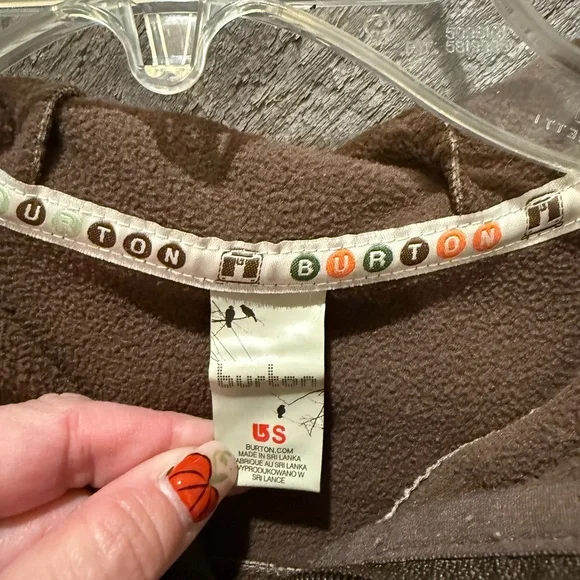 BURTON BURTON
burton
S
BURTON.COM
MADE IN SRI LANKA
FABRIQUE AU SRI LANKA
WYPRODUKOWANO W
SRI LANCE